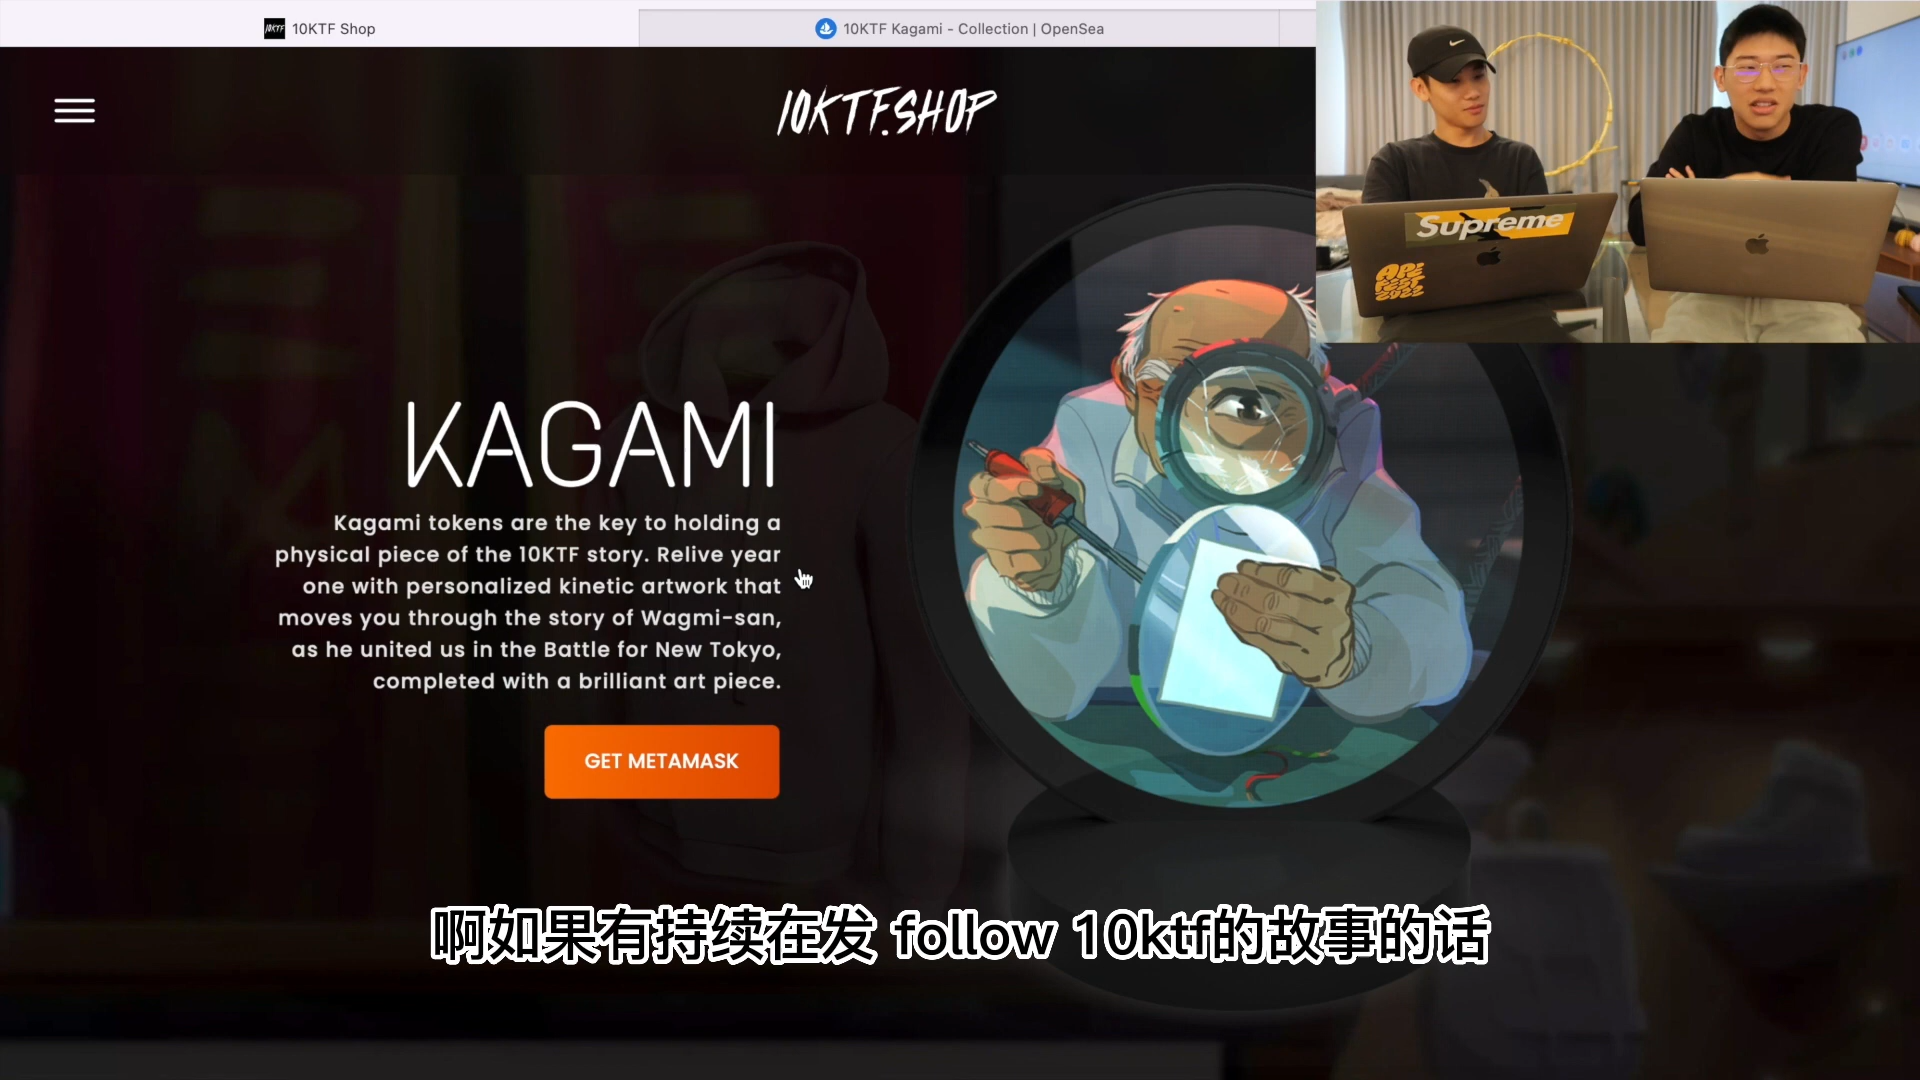 10KTF Shop
10KTF Kagami - Collection | OpenSea
10KTF.SHOP
Supreme
APE
FEST
2022
KAGAMI
Kagami tokens are the key to holding a
physical piece of the 10KTF story. Relive year
one with personalized kinetic artwork that
moves you through the story of Wagmi-san,
as he united us in the Battle for New Tokyo,
completed with a brilliant art piece.
GET METAMASK
啊如果有持续在发 follow 10ktf的故事的话